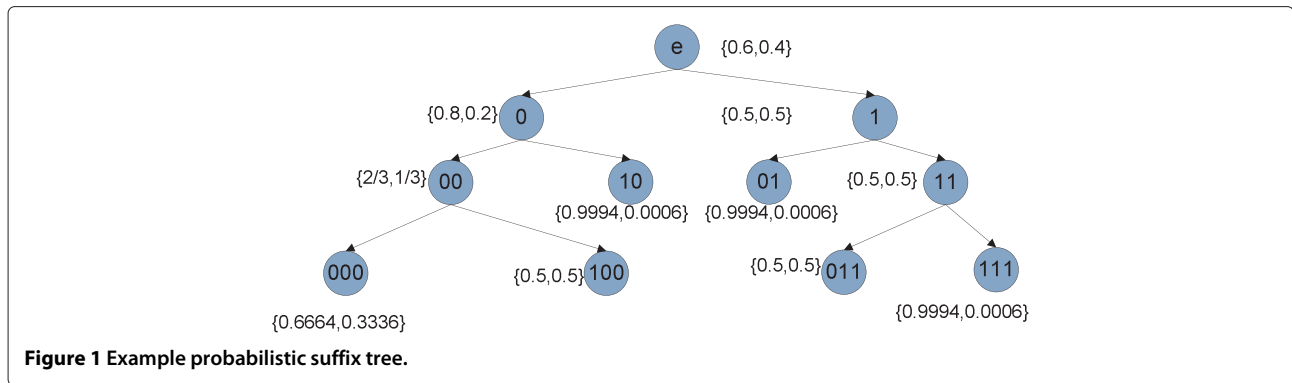 e {0.6,0.4}
{0.8,0.2} 0 {0.5,0.5} 1
{2/3,1/3} 00 10 01 {0.5,0.5} 11
{0.9994,0.0006} {0.9994,0.0006}
000 {0.5,0.5} 100 {0.5,0.5} 011 111
{0.6664,0.3336} {0.9994,0.0006}
Figure 1 Example probabilistic suffix tree.